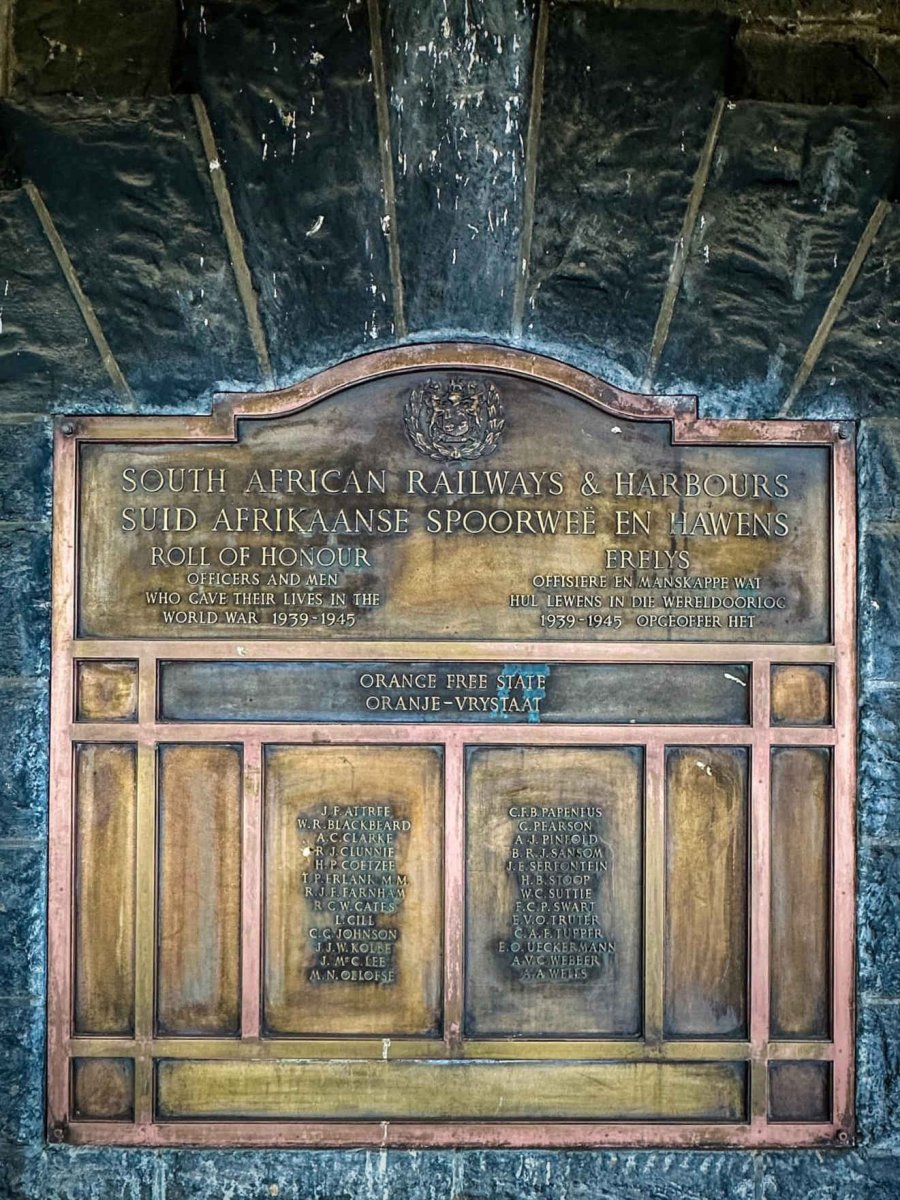 SOUTH AFRICAN RAILWAYS & HARBOURS
SUID AFRIKAANSE SPOORWEË EN HAWENS
ROLL OF HONOUR
OFFICERS AND MEN
WHO GAVE THEIR LIVES IN THE
WORLD WAR 1939-1945
ERELYS
OFFISIERE EN MANSKAPPE WAT
HUL LEWENS IN DIE WERELDOORLOG
1939-1945 OPGEOFFER HET
ORANGE FREE STATE
ORANJE-VRYSTAAT
J.F. ATTREE
W.R. BLACKBEARD
A.C. CLARKE
R.J. CLUNNIE
H.P. COETZEE
T.P. ERLANK M.M.
R.J.F. FARNHAM
R.C.W. GATES
L. GILL
C.G. JOHNSON
J.J.W. KOLBE
J. McC. LEE
M.N. OELOFSE
C.F.B. PAPENFUS
G. PEARSON
A.J. PINFOLD
B.R.J. SANSOM
J.E. SERFONTEIN
H.B. STOOP
W.C. SUTTIE
F.C.P. SWART
E.V.O. TRUTER
C.A.F. TUPPER
E.O. UECKERMANN
A.V.C. WEBBER
A.A. WELLS